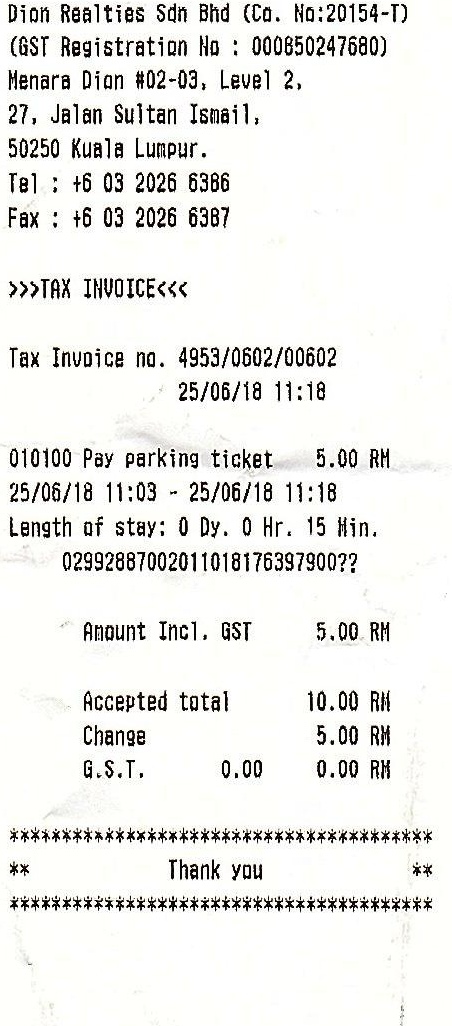 Dion Realties Sdn Bhd (Co. No:20154-T)
(GST Registration No : 000850247680)
Menara Dion #02-03, Level 2,
27, Jalan Sultan Ismail,
50250 Kuala Lumpur.
Tel : +6 03 2026 6386
Fax : +6 03 2026 6387
>>>TAX INVOICE<<<
Tax Invoice no. 4953/0602/00602
25/06/18 11:18
010100 Pay parking ticket 5.00 RM
25/06/18 11:03 - 25/06/18 11:18
Length of stay: 0 Dy. 0 Hr. 15 Min.
02992887002011018176397900??
Amount Incl. GST 5.00 RM
Accepted total 10.00 RM
Change 5.00 RM
G.S.T. 0.00 0.00 RM
****************************************
** Thank you **
****************************************